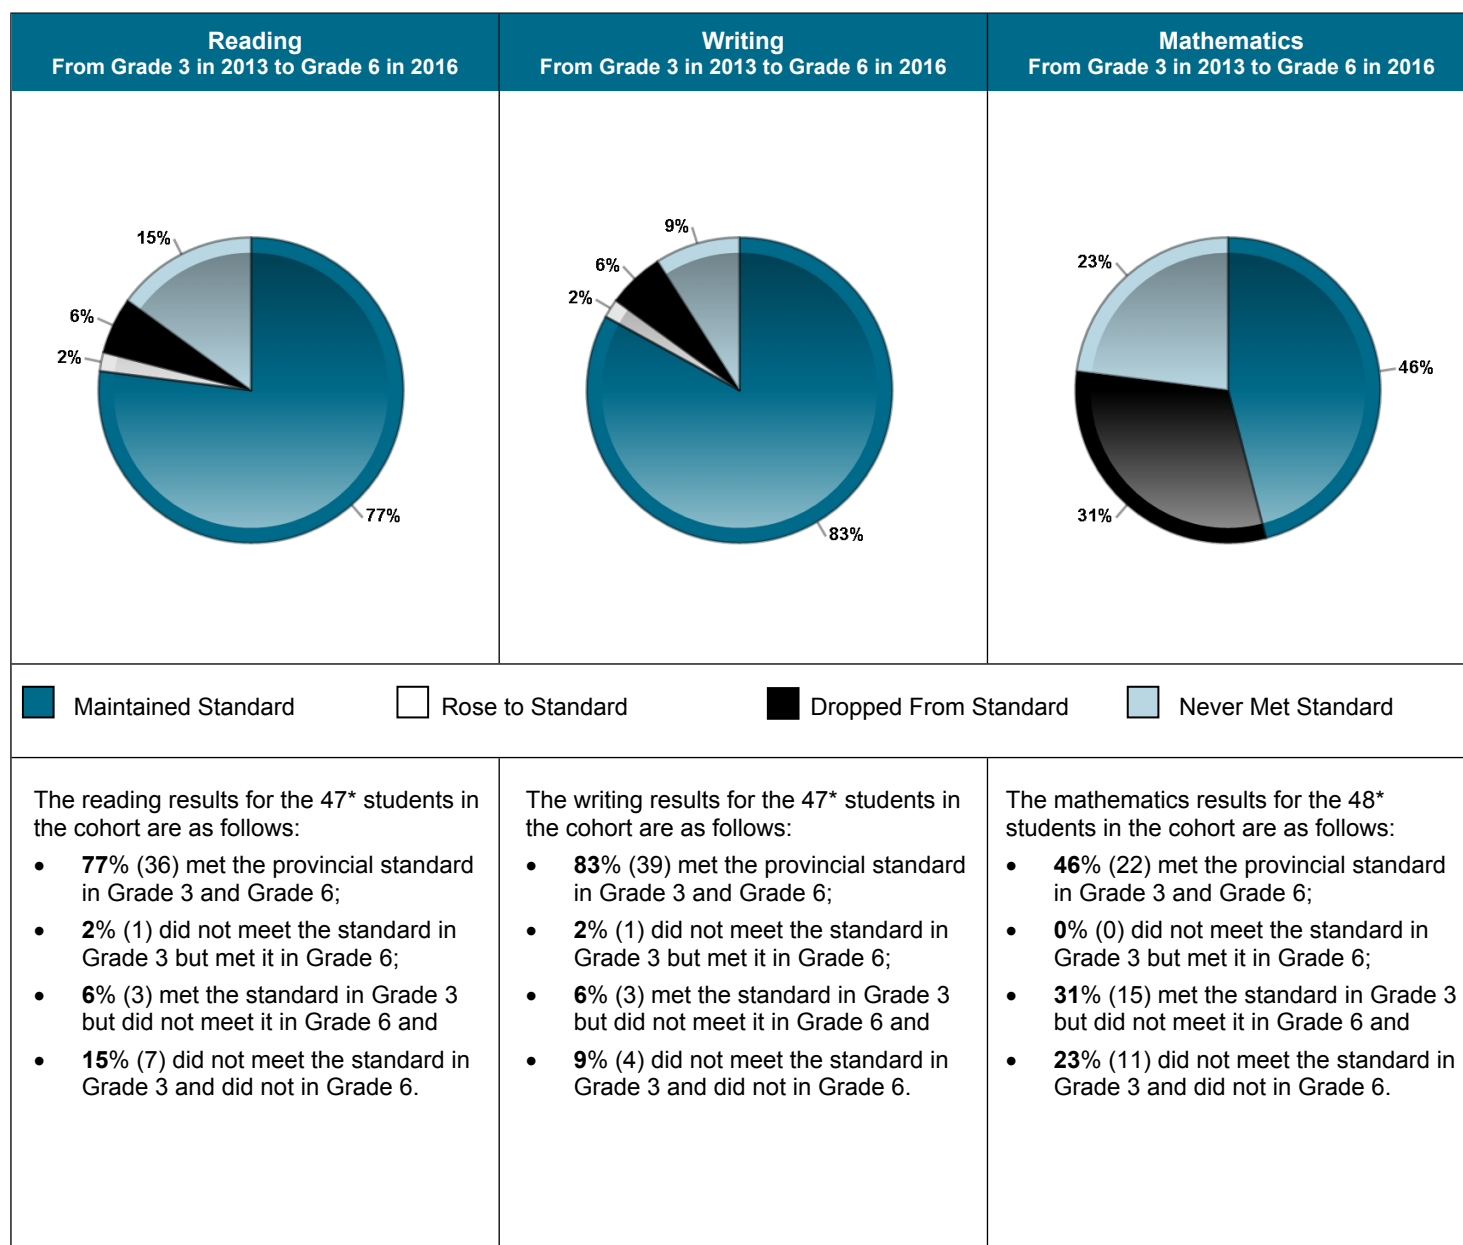 Reading
From Grade 3 in 2013 to Grade 6 in 2016
Writing
From Grade 3 in 2013 to Grade 6 in 2016
Mathematics
From Grade 3 in 2013 to Grade 6 in 2016
15%
6%
2%
77%
9%
6%
2%
83%
23%
46%
31%
Maintained Standard
Rose to Standard
Dropped From Standard
Never Met Standard
The reading results for the 47* students in
the cohort are as follows:
• 77% (36) met the provincial standard
in Grade 3 and Grade 6;
• 2% (1) did not meet the standard in
Grade 3 but met it in Grade 6;
• 6% (3) met the standard in Grade 3
but did not meet it in Grade 6 and
• 15% (7) did not meet the standard in
Grade 3 and did not in Grade 6.
The writing results for the 47* students in
the cohort are as follows:
• 83% (39) met the provincial standard
in Grade 3 and Grade 6;
• 2% (1) did not meet the standard in
Grade 3 but met it in Grade 6;
• 6% (3) met the standard in Grade 3
but did not meet it in Grade 6 and
• 9% (4) did not meet the standard in
Grade 3 and did not in Grade 6.
The mathematics results for the 48*
students in the cohort are as follows:
• 46% (22) met the provincial standard
in Grade 3 and Grade 6;
• 0% (0) did not meet the standard in
Grade 3 but met it in Grade 6;
• 31% (15) met the standard in Grade 3
but did not meet it in Grade 6 and
• 23% (11) did not meet the standard in
Grade 3 and did not in Grade 6.